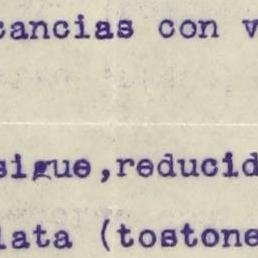 cancias con v
sigue,reducid
lata (tostone